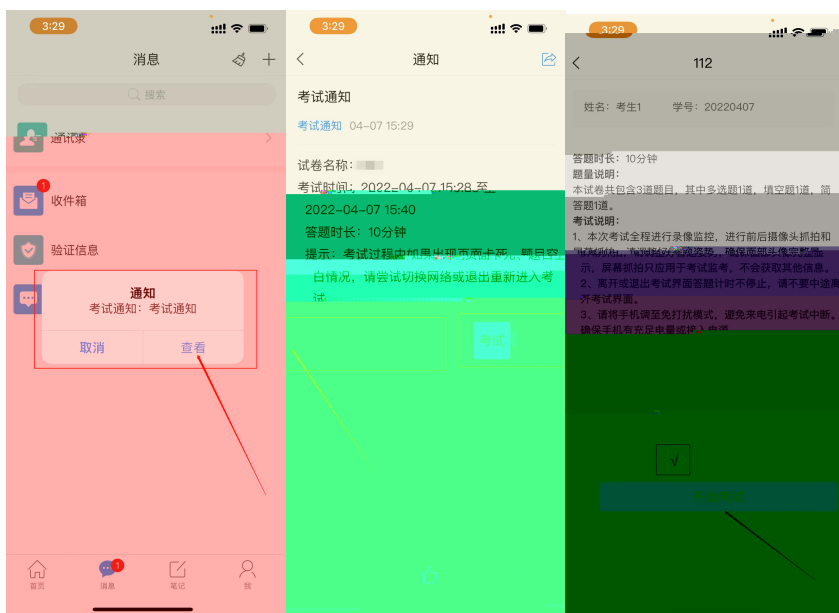 3:29
消息
搜索
通讯录
收件箱
1
验证信息
通知
考试通知：考试通知
取消
查看
首页
消息
1
笔记
我
3:29
通知
考试通知
考试通知 04-07 15:29
试卷名称：
考试时间：2022-04-07 15:28 至
2022-04-07 15:40
答题时长：10分钟
提示：考试过程中如果出现页面卡死、题目空
白情况，请尝试切换网络或退出重新进入考
试
考试
3:29
112
姓名：考生1 学号：20220407
答题时长：10分钟
题量说明：
本试卷共包含3道题目，其中多选题1道，填空题1道，简
答题1道。
考试说明：
1、本次考试全程进行录像监控，进行前后摄像头抓拍和
示，屏幕抓拍只应用于考试监考，不会获取其他信息。
2、离开或退出考试界面答题计时不停止，请不要中途离
开考试界面。
3、请将手机调至免打扰模式，避免来电引起考试中断。
确保手机有充足电量或 电源
√